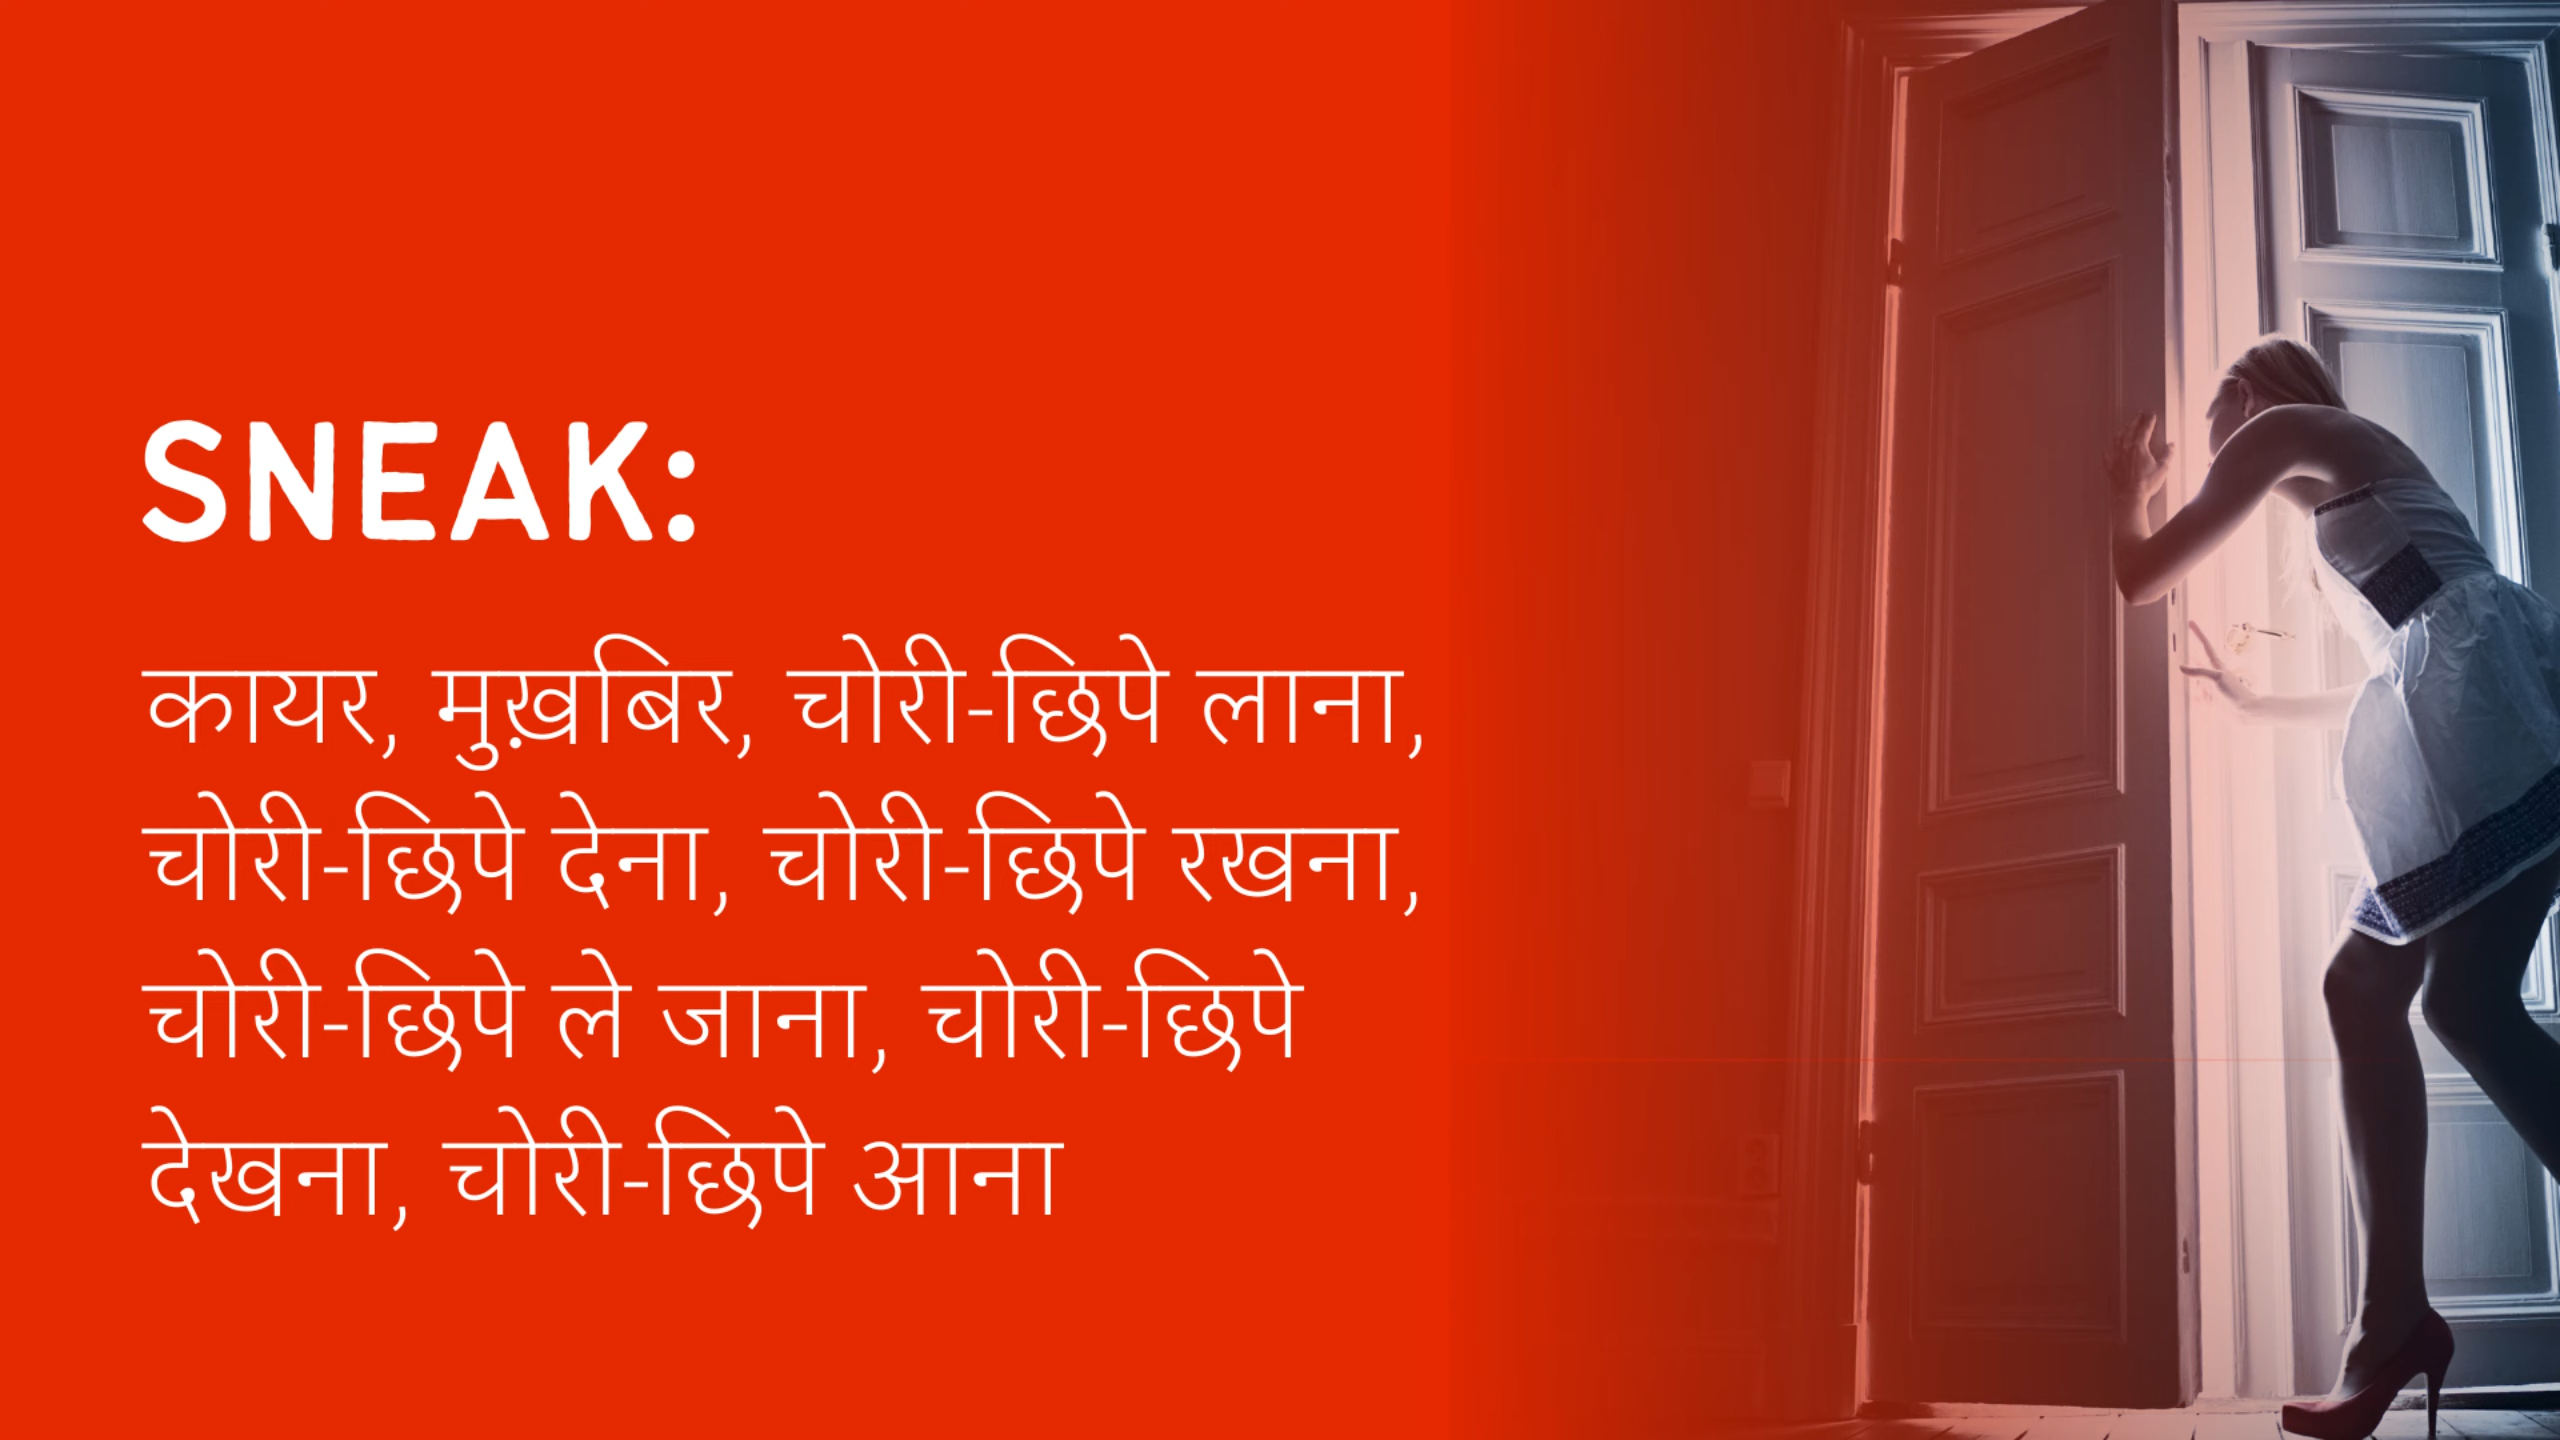 SNEAK:
कायर, मुख़बिर, चोरी-छिपे लाना,
चोरी-छिपे देना, चोरी-छिपे रखना,
चोरी-छिपे ले जाना, चोरी-छिपे
देखना, चोरी-छिपे आना